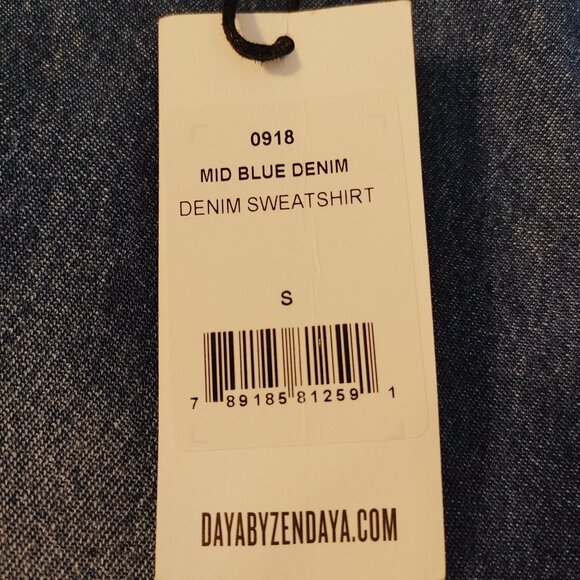 0918
MID BLUE DENIM
DENIM SWEATSHIRT
S
7 89185 81259 1
DAYABYZENDAYA.COM